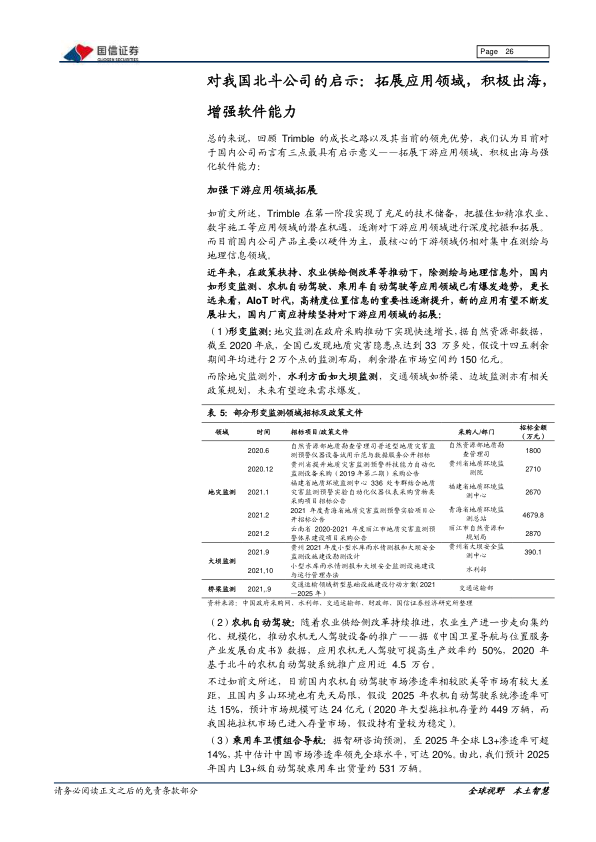 国信证券
GUOSEN SECURITIES
Page 26
对我国北斗公司的启示：拓展应用领域，积极出海，
增强软件能力
总的来说，回顾 Trimble 的成长之路以及其当前的领先优势，我们认为目前对
于国内公司而言有三点最具有启示意义——拓展下游应用领域、积极出海与强
化软件能力：
加强下游应用领域拓展
如前文所述，Trimble 在第一阶段实现了充足的技术储备，把握住如精准农业、
数字施工等应用领域的潜在机遇，逐渐对下游应用领域进行深度挖掘和拓展。
而目前国内公司产品主要以硬件为主，最核心的下游领域仍相对集中在测绘与
地理信息领域。
近年来，在政策扶持、农业供给侧改革等推动下，除测绘与地理信息外，国内
如形变监测、农机自动驾驶、乘用车自动驾驶等应用领域已有爆发趋势，更长
远来看，AIoT 时代，高精度位置信息的重要性逐渐提升，新的应用有望不断发
展壮大，国内厂商应持续坚持对下游应用领域的拓展：
（1）形变监测：地灾监测在政府采购推动下实现快速增长，据自然资源部数据，
截至 2020 年底，全国已发现地质灾害隐患点达到 33 万多处，假设十四五剩余
期间年均进行 2 万个点的监测布局，剩余潜在市场空间约 150 亿元。
而除地灾监测外，水利方面如大坝监测，交通领域如桥梁、边坡监测亦有相关
政策规划，未来有望迎来需求爆发。
表 5：部分形变监测领域招标及政策文件
领域 时间 招标项目/政策文件 采购人/部门 招标金额（万元）
地灾监测 2020.6 自然资源部地质勘查管理司普适型地质灾害监测预警仪器设备试用示范与数据服务公开招标 自然资源部地质勘查管理司 1800
2020.12 贵州省提升地质灾害监测预警科技能力自动化监测设备采购（2019 年第二期）采购公告 贵州省地质环境监测院 2710
2021.1 福建省地质环境监测中心 336 处专群结合地质灾害监测预警实验自动化仪器仪表采购货物类采购项目招标公告 福建省地质环境监测中心 2670
2021.2 2021 年度青海省地质灾害监测预警实验项目公开招标公告 青海省地质环境监测总站 4679.8
2021.2 云南省 2020-2021 年度丽江市地质灾害监测预警体系建设项目采购公告 丽江市自然资源和规划局 2870
大坝监测 2021.9 贵州 2021 年度小型水库雨水情测报和大坝安全监测设施建设勘测设计 贵州省大坝安全监测中心 390.1
2021,10 小型水库雨水情测报和大坝安全监测设施建设与运行管理办法 水利部
桥梁监测 2021,.9 交通运输领域新型基础设施建设行动方案（2021—2025 年） 交通运输部
资料来源：中国政府采购网、水利部、交通运输部、财政部、国信证券经济研究所整理
（2）农机自动驾驶：随着农业供给侧改革持续推进，农业生产进一步走向集约
化、规模化，推动农机无人驾驶设备的推广——据《中国卫星导航与位置服务
产业发展白皮书》数据，应用农机无人驾驶可提高生产效率约 50%，2020 年
基于北斗的农机自动驾驶系统推广应用近 4.5 万台。
不过如前文所述，目前国内农机自动驾驶市场渗透率相较欧美等市场有较大差
距，且国内多山环境也有先天局限，假设 2025 年农机自动驾驶系统渗透率可
达 15%，预计市场规模可达 24 亿元（2020 年大型拖拉机存量约 449 万辆，而
我国拖拉机市场已进入存量市场，假设持有量较为稳定）。
（3）乘用车卫惯组合导航：据智研咨询预测，至 2025 年全球 L3+渗透率可超
14%，其中估计中国市场渗透率领先全球水平，可达 20%。由此，我们预计 2025
年国内 L3+级自动驾驶乘用车出货量约 531 万辆。
请务必阅读正文之后的免责条款部分
全球视野 本土智慧